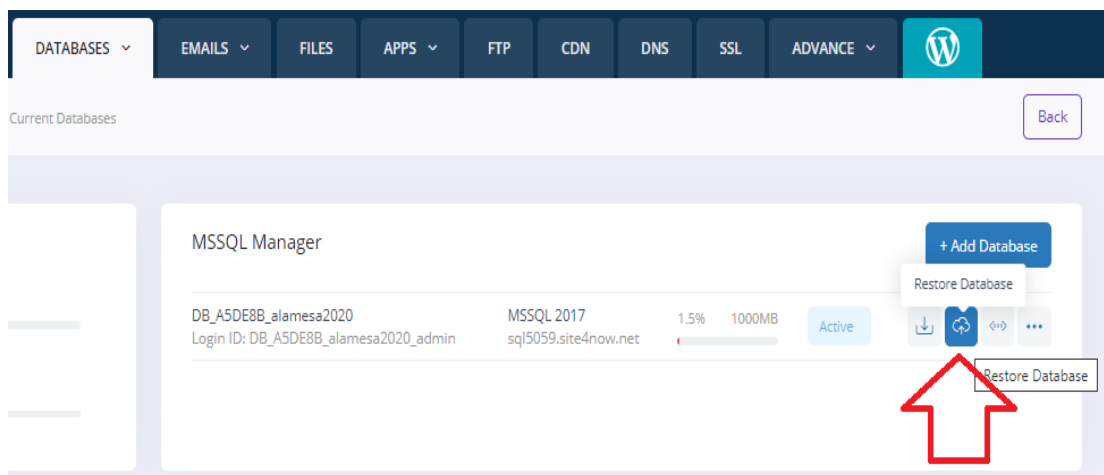 DATABASES EMAILS FILES APPS FTP CDN DNS SSL ADVANCE
Current Databases Back
MSSQL Manager
+ Add Database
Restore Database
DB_A5DE8B_alamesa2020 MSSQL 2017 1.5% 1000MB Active
Login ID: DB_A5DE8B_alamesa2020_admin sql5059.site4now.net
Restore Database